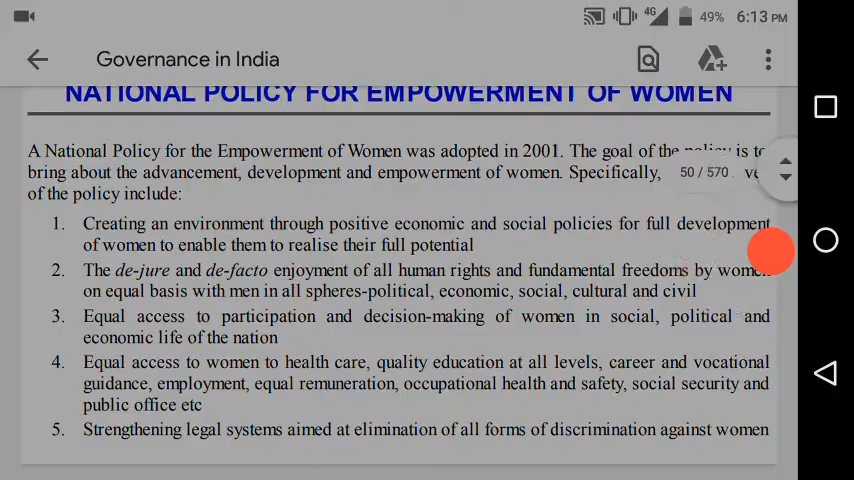 4G 49% 6:13 PM
Governance in India
NATIONAL POLICY FOR EMPOWERMENT OF WOMEN
A National Policy for the Empowerment of Women was adopted in 2001. The goal of the policy is to
bring about the advancement, development and empowerment of women. Specifically,
50 / 570
of the policy include:
1. Creating an environment through positive economic and social policies for full development
of women to enable them to realise their full potential
2. The de-jure and de-facto enjoyment of all human rights and fundamental freedoms by women
on equal basis with men in all spheres-political, economic, social, cultural and civil
3. Equal access to participation and decision-making of women in social, political and
economic life of the nation
4. Equal access to women to health care, quality education at all levels, career and vocational
guidance, employment, equal remuneration, occupational health and safety, social security and
public office etc
5. Strengthening legal systems aimed at elimination of all forms of discrimination against women